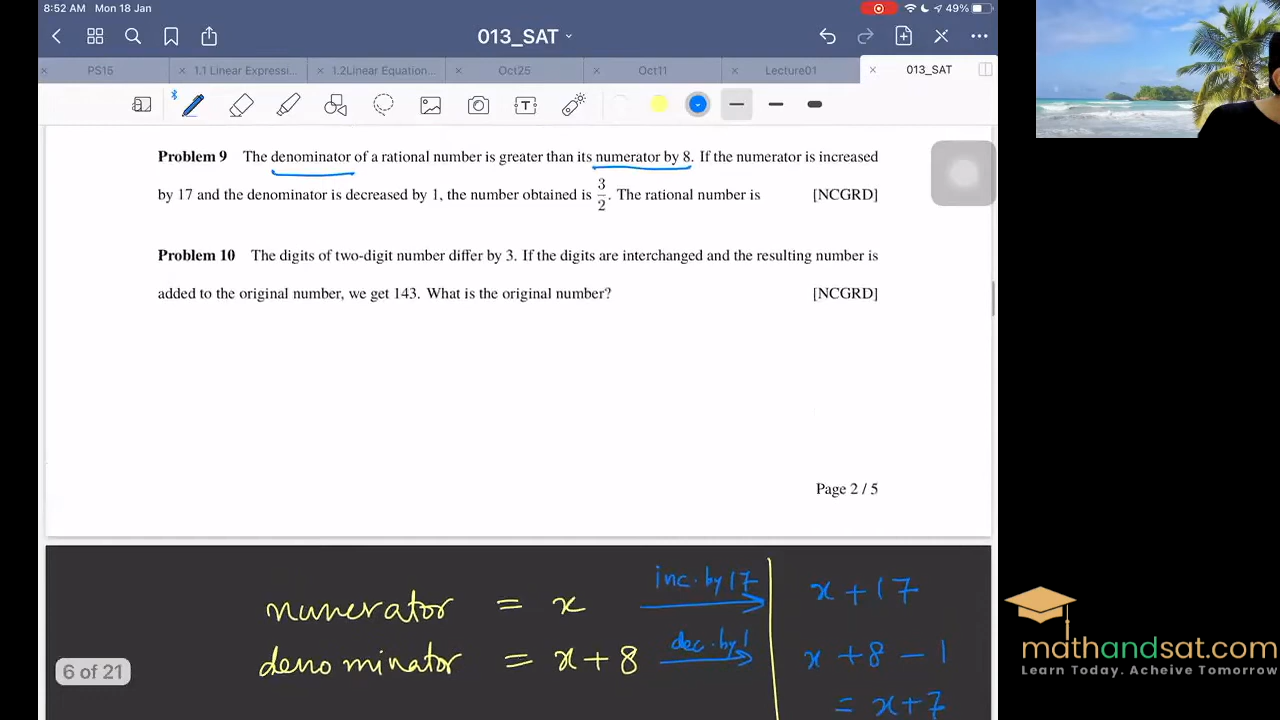 8:52 AM Mon 18 Jan
49%
013_SAT
PS15
1.1 Linear Expressi...
1.2Linear Equation...
Oct25
Oct11
Lecture01
013_SAT
Problem 9 The denominator of a rational number is greater than its numerator by 8. If the numerator is increased
by 17 and the denominator is decreased by 1, the number obtained is 3/2. The rational number is [NCGRD]
Problem 10 The digits of two-digit number differ by 3. If the digits are interchanged and the resulting number is
added to the original number, we get 143. What is the original number? [NCGRD]
Page 2 / 5
numerator = x inc. by 17 x + 17
denominator = x + 8 dec. by 1 x + 8 - 1
= x + 7
6 of 21
mathandsat.com
Learn Today. Acheive Tomorrow